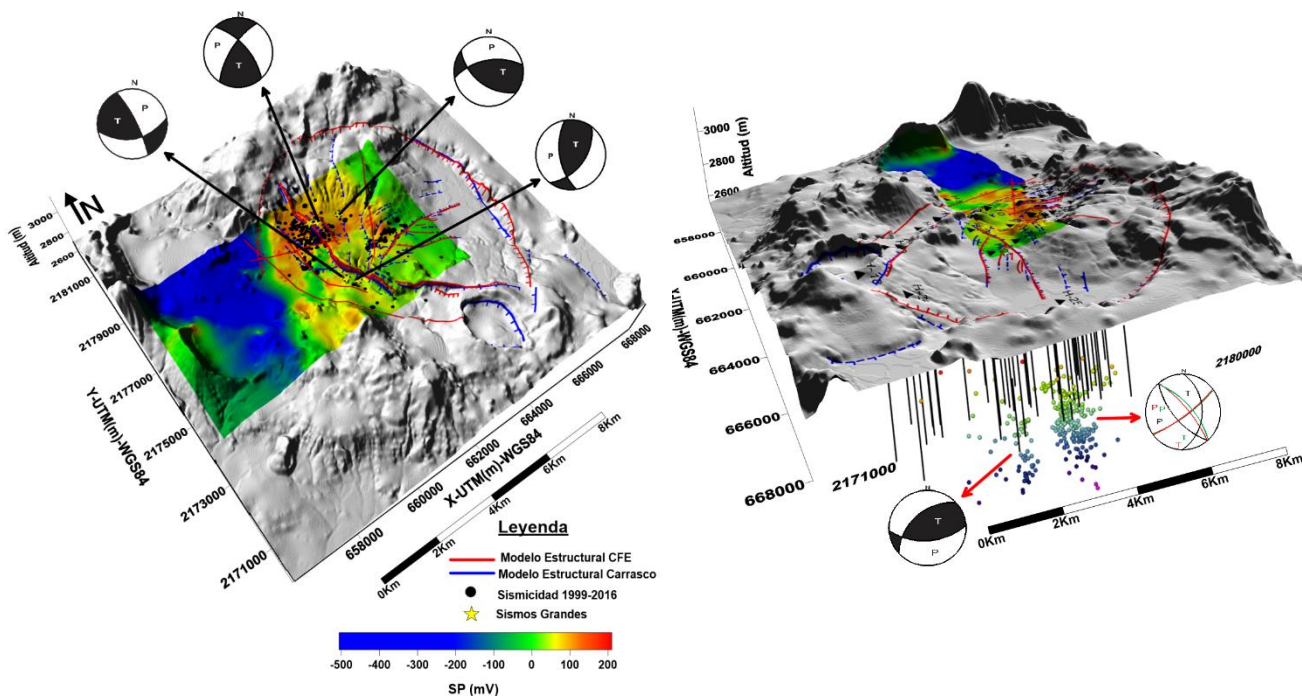 N
P
T
N
T
P
N
P
T
N
P
T
N
3000
2800
2600
Altitud (m)
2181000
2179000
2177000
2175000
2173000
2171000
Y-UTM(m)-WGS84
658000
660000
662000
664000
666000
668000
X-UTM(m)-WGS84
0Km
2Km
4Km
6Km
8Km
Leyenda
Modelo Estructural CFE
Modelo Estructural Carrasco
Sismicidad 1999-2016
Sismos Grandes
-500 -400 -300 -200 -100 0 100 200
SP (mV)
3000
2800
2600
Altitud (m)
658000
660000
662000
664000
666000
668000
2171000
2180000
0Km
2Km
4Km
6Km
8Km
N
T
P
P
P
T
T
N
T
P